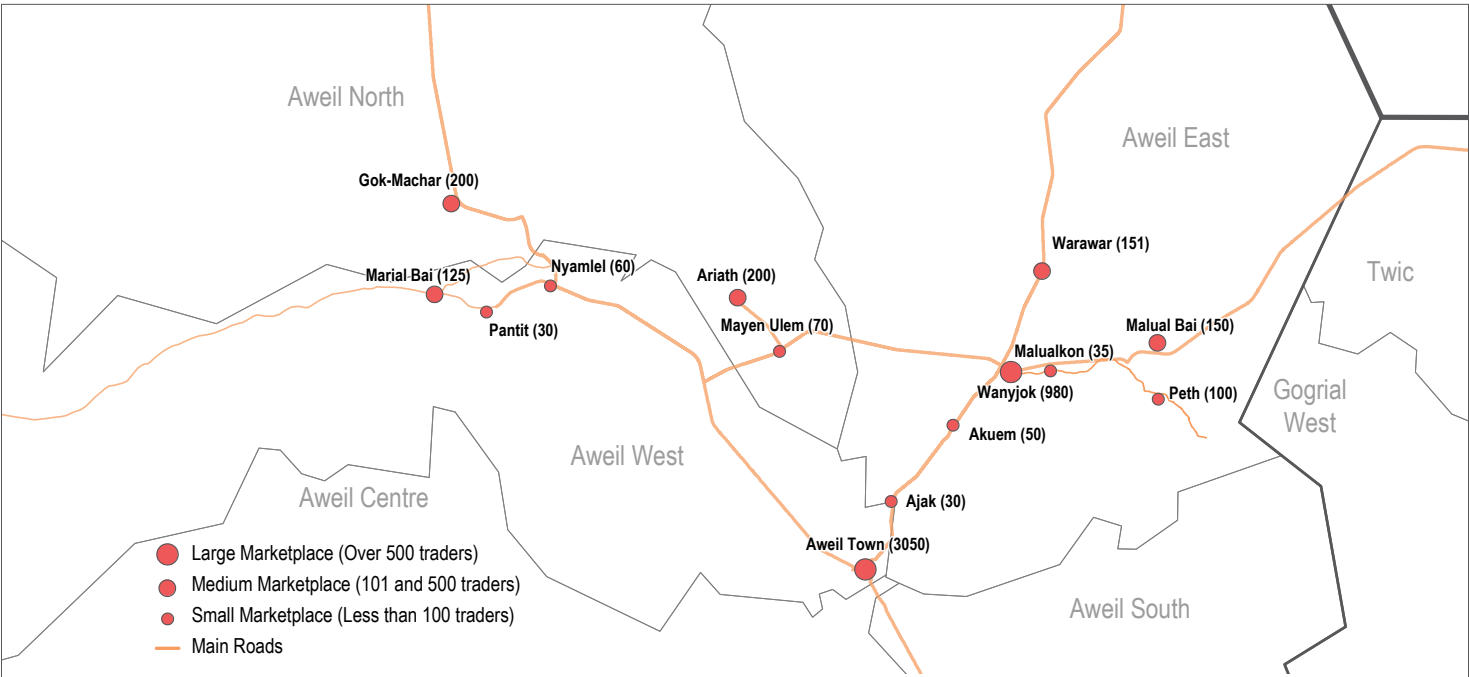 Aweil North
Aweil East
Gok-Machar (200)
Warawar (151)
Nyamlel (60)
Marial Bai (125)
Ariath (200)
Twic
Pantit (30)
Mayen Ulem (70)
Malual Bai (150)
Malualkon (35)
Wanyjok (980)
Peth (100)
Gogrial
West
Akuem (50)
Aweil West
Aweil Centre
Ajak (30)
Aweil Town (3050)
Aweil South
Large Marketplace (Over 500 traders)
Medium Marketplace (101 and 500 traders)
Small Marketplace (Less than 100 traders)
Main Roads